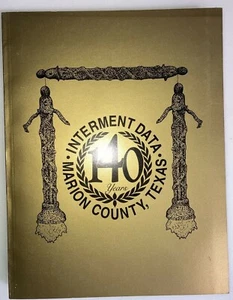 · INTERMENT DATA ·
140
Years
MARION COUNTY, TEXAS